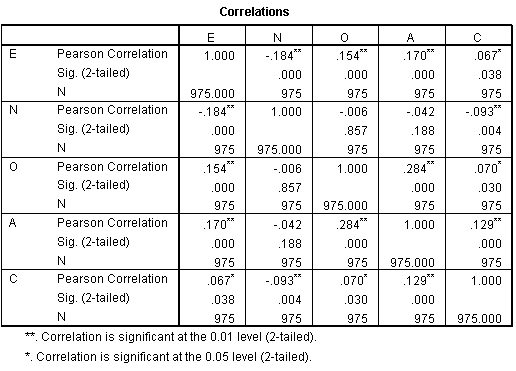 Correlations
E N O A C
E Pearson Correlation 1.000 -.184** .154** .170** .067*
Sig. (2-tailed) .000 .000 .000 .038
N 975.000 975 975 975 975
N Pearson Correlation -.184** 1.000 -.006 -.042 -.093**
Sig. (2-tailed) .000 .857 .188 .004
N 975 975.000 975 975 975
O Pearson Correlation .154** -.006 1.000 .284** .070*
Sig. (2-tailed) .000 .857 .000 .030
N 975 975 975.000 975 975
A Pearson Correlation .170** -.042 .284** 1.000 .129**
Sig. (2-tailed) .000 .188 .000 .000
N 975 975 975 975.000 975
C Pearson Correlation .067* -.093** .070* .129** 1.000
Sig. (2-tailed) .038 .004 .030 .000
N 975 975 975 975 975.000
**. Correlation is significant at the 0.01 level (2-tailed).
*. Correlation is significant at the 0.05 level (2-tailed).